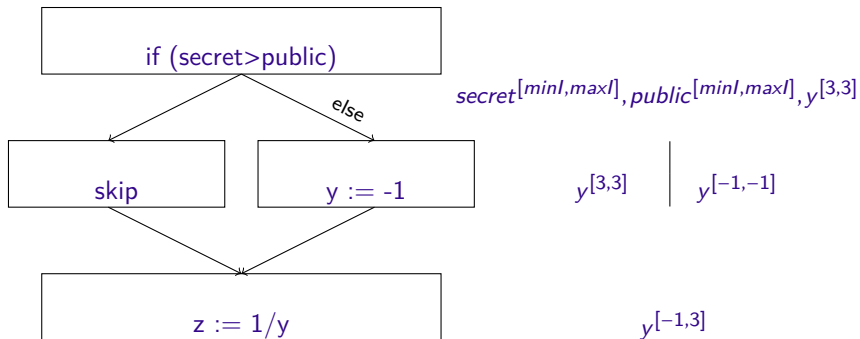 if (secret>public)
secret^[minI,maxI], public^[minI,maxI], y^[3,3]
else
skip
y := -1
y^[3,3]
y^[-1,-1]
z := 1/y
y^[-1,3]